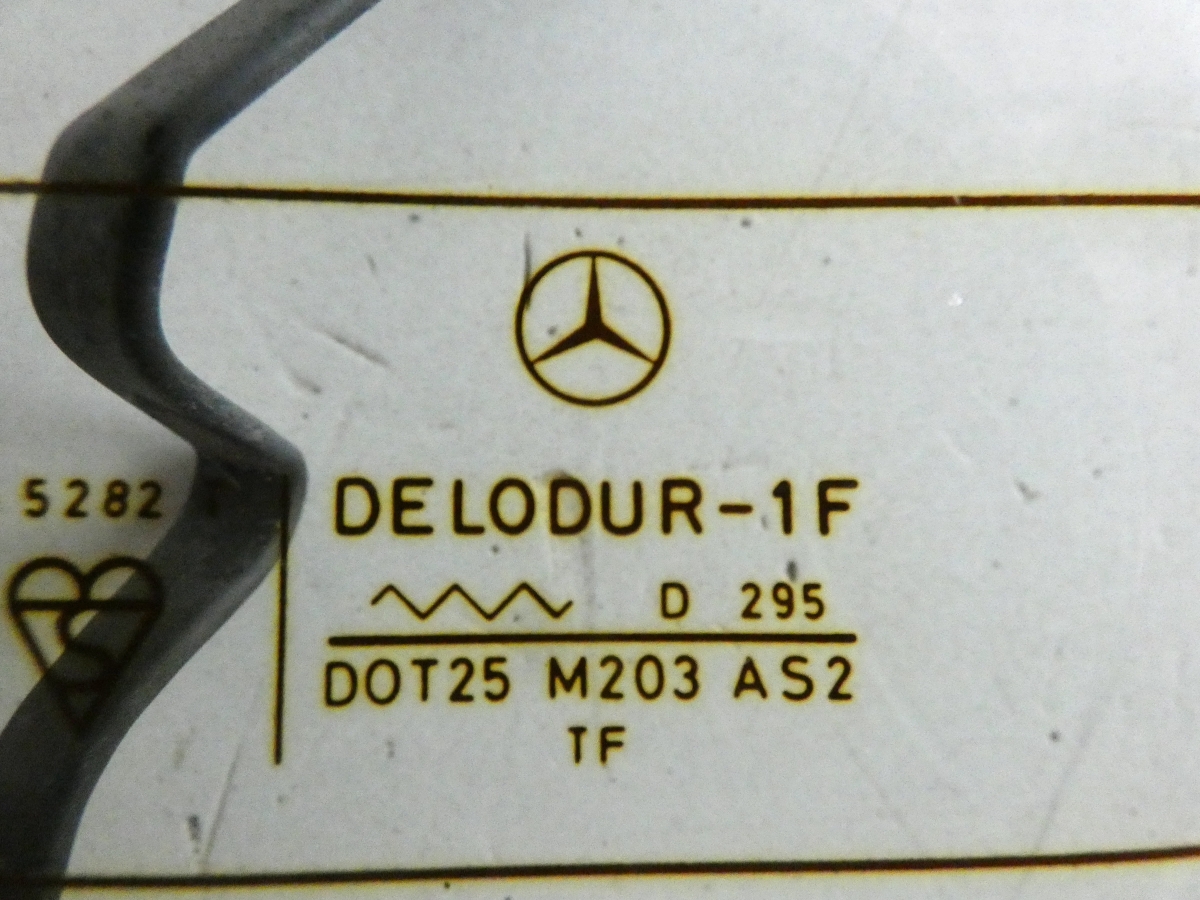 5282
DELODUR-1F
D 295
DOT25 M203 AS2
TF